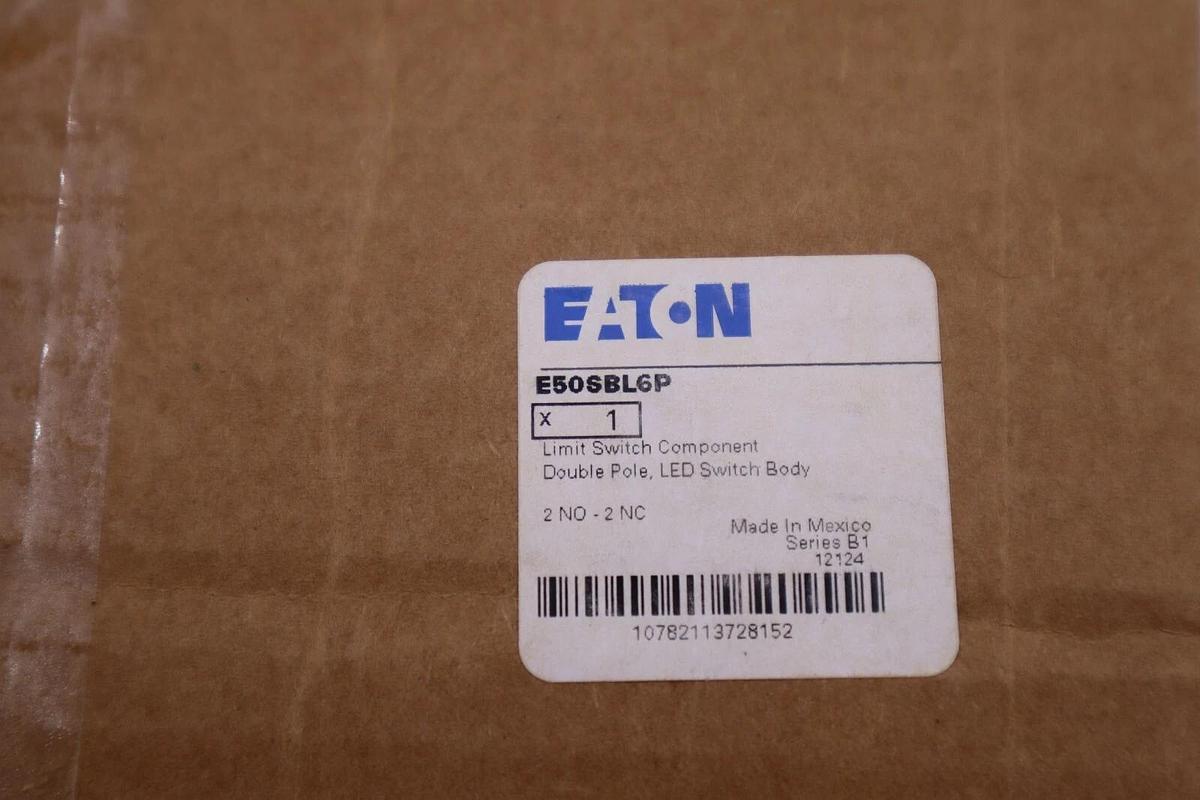 EATON
E50SBL6P
X 1
Limit Switch Component
Double Pole, LED Switch Body
2 NO - 2 NC
Made In Mexico
Series B1
12124
10782113728152